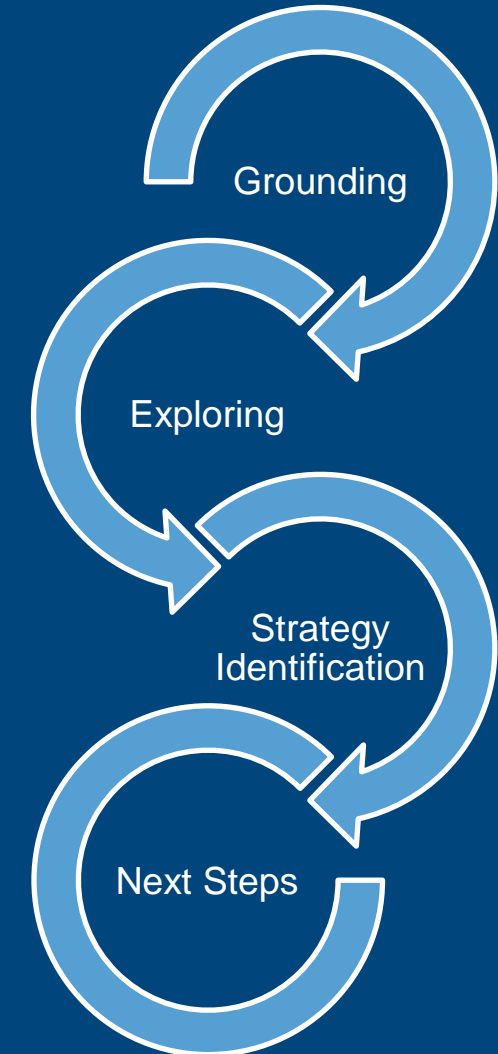 Grounding
Exploring
Strategy
Identification
Next Steps